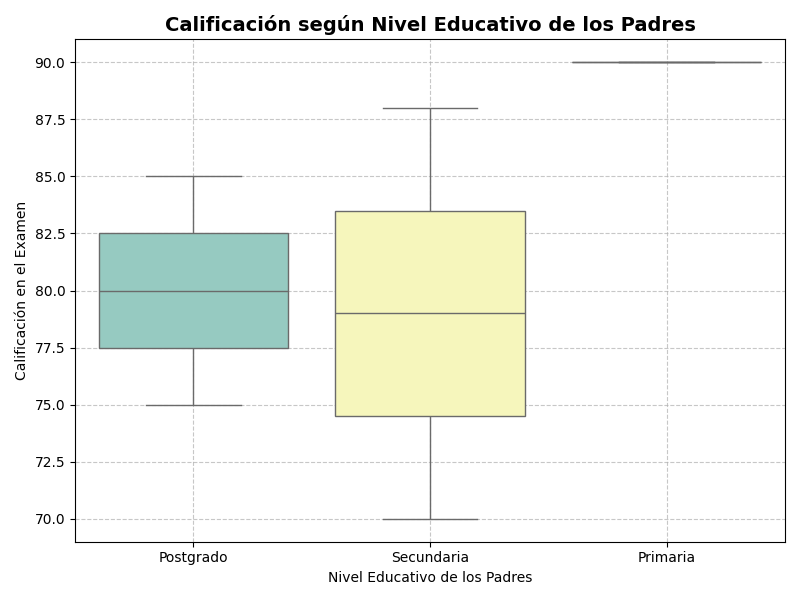 Calificación según Nivel Educativo de los Padres
Calificación en el Examen
90.0
87.5
85.0
82.5
80.0
77.5
75.0
72.5
70.0
Postgrado
Secundaria
Primaria
Nivel Educativo de los Padres